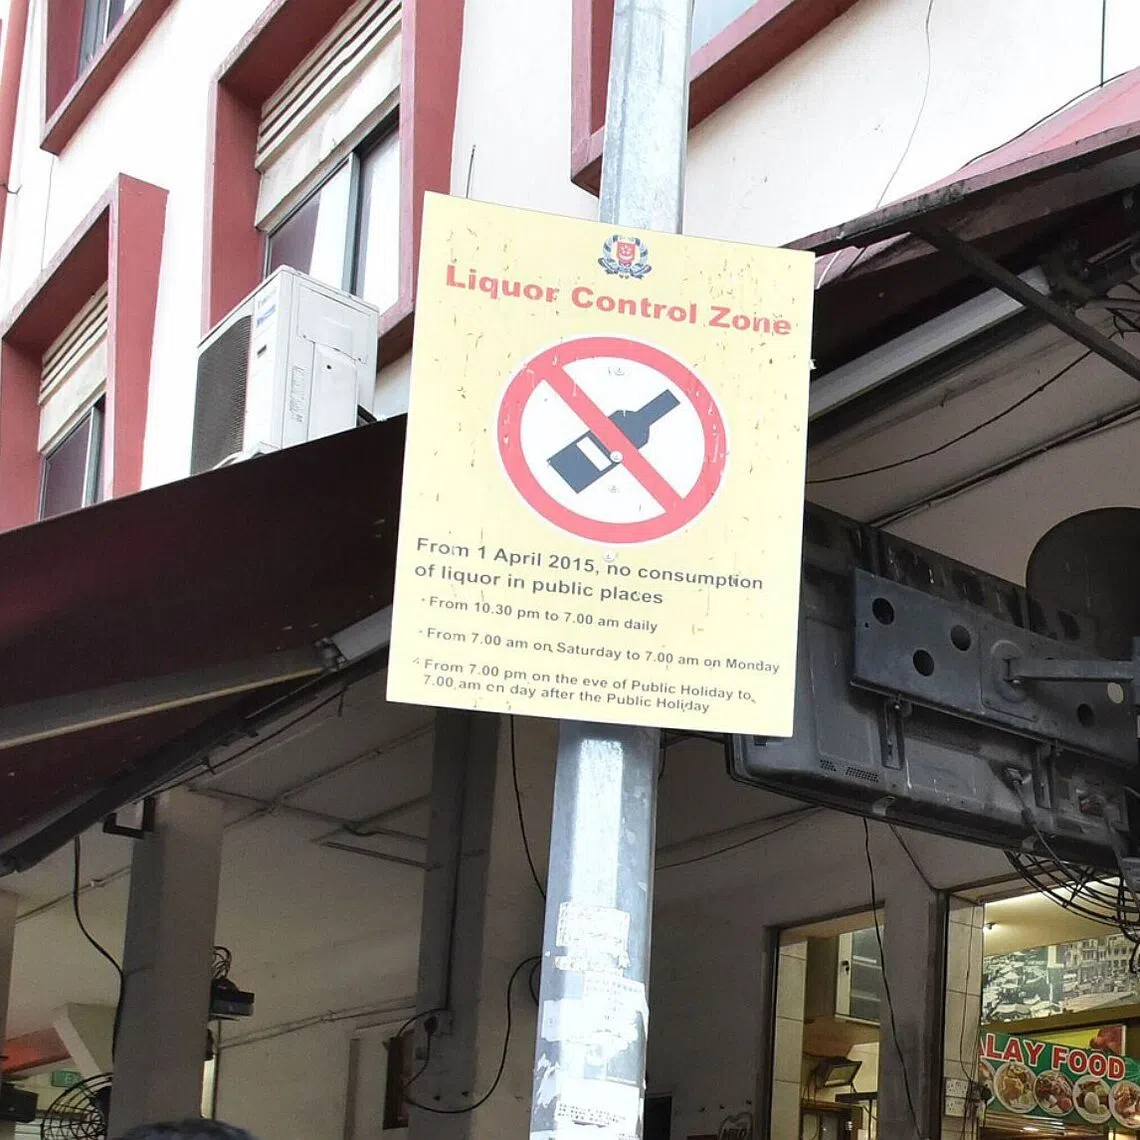 Liquor Control Zone
From 1 April 2015, no consumption
of liquor in public places
- From 10.30 pm to 7.00 am daily
- From 7.00 am on Saturday to 7.00 am on Monday
- From 7.00 pm on the eve of Public Holiday to
7.00 am on day after the Public Holiday
ALAY FOOD